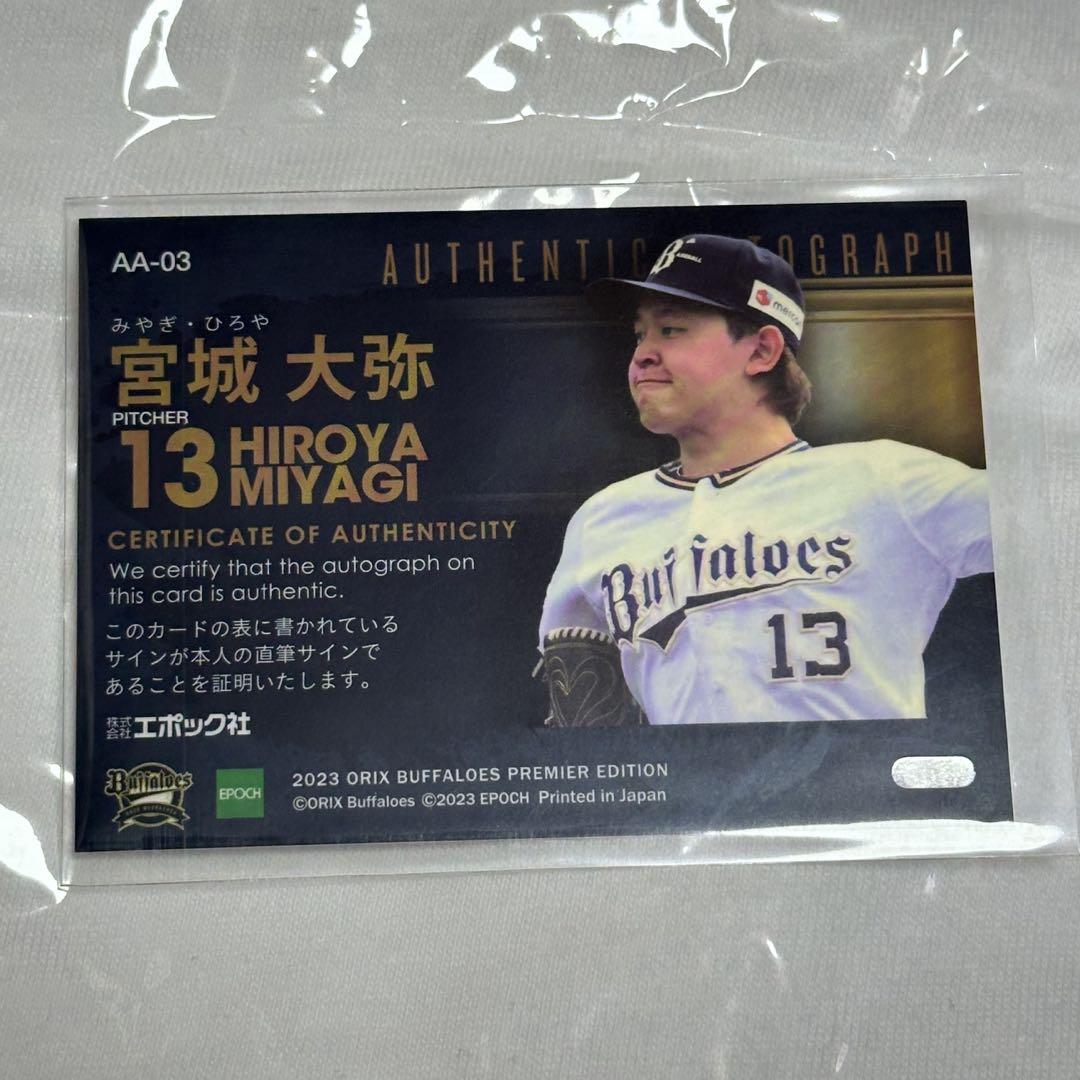 AA-03
AUTHENTIC
OGRAPH
みやぎ・ひろや
宮城 大弥
PITCHER
13 HIROYA
MIYAGI
CERTIFICATE OF AUTHENTICITY
We certify that the autograph on
this card is authentic.
このカードの表に書かれている
サインが本人の直筆サインで
あることを証明いたします。
株式会社エポック社
B
BASEBALL
Buffaloes
13
Buffaloes
EPOCH
2023 ORIX BUFFALOES PREMIER EDITION
©ORIX Buffaloes ©2023 EPOCH Printed in Japan